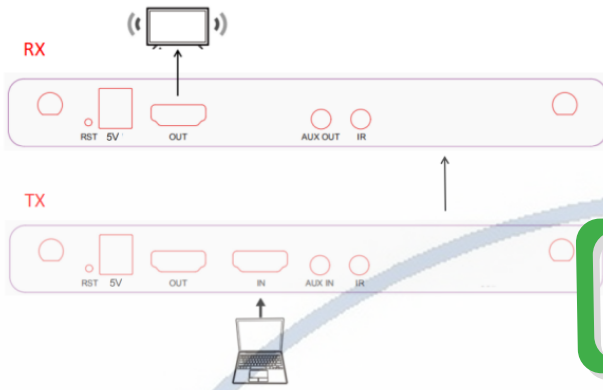 RX
RST 5V OUT AUX OUT IR
TX
RST 5V OUT IN AUX IN IR